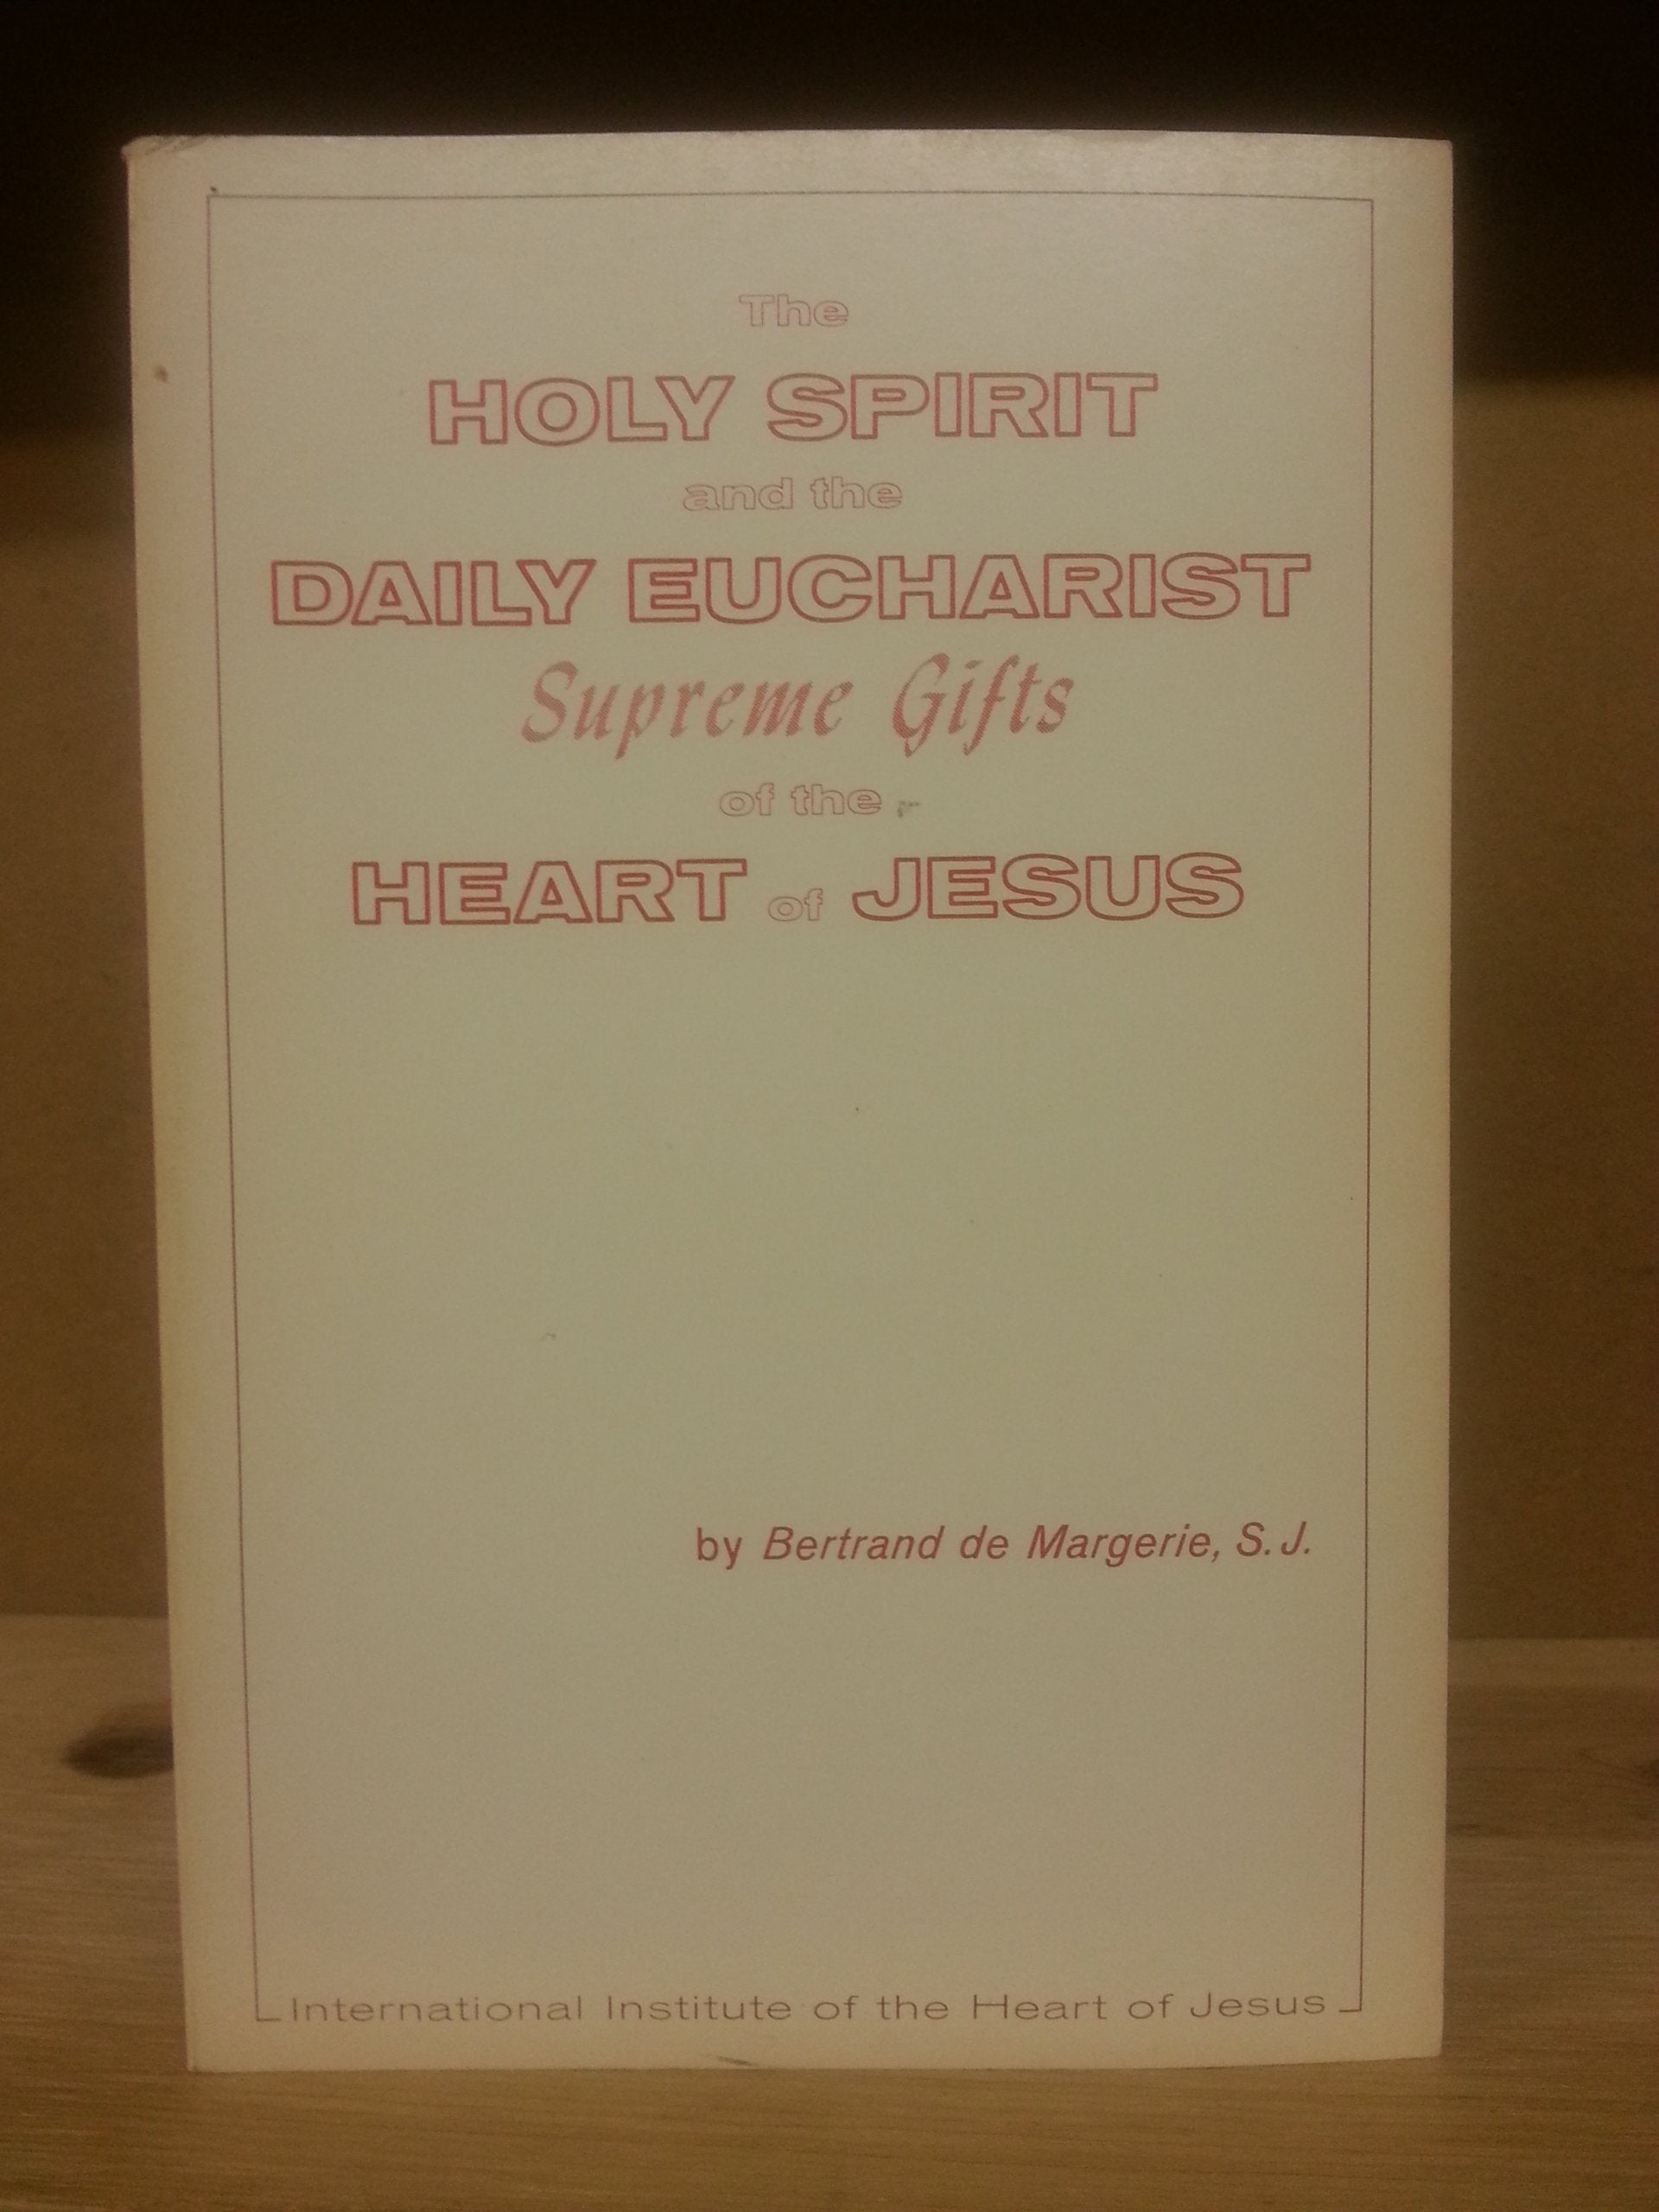 The
HOLY SPIRIT
and the
DAILY EUCHARIST
Supreme Gifts
of the
HEART of JESUS
by Bertrand de Margerie, S.J.
International Institute of the Heart of Jesus